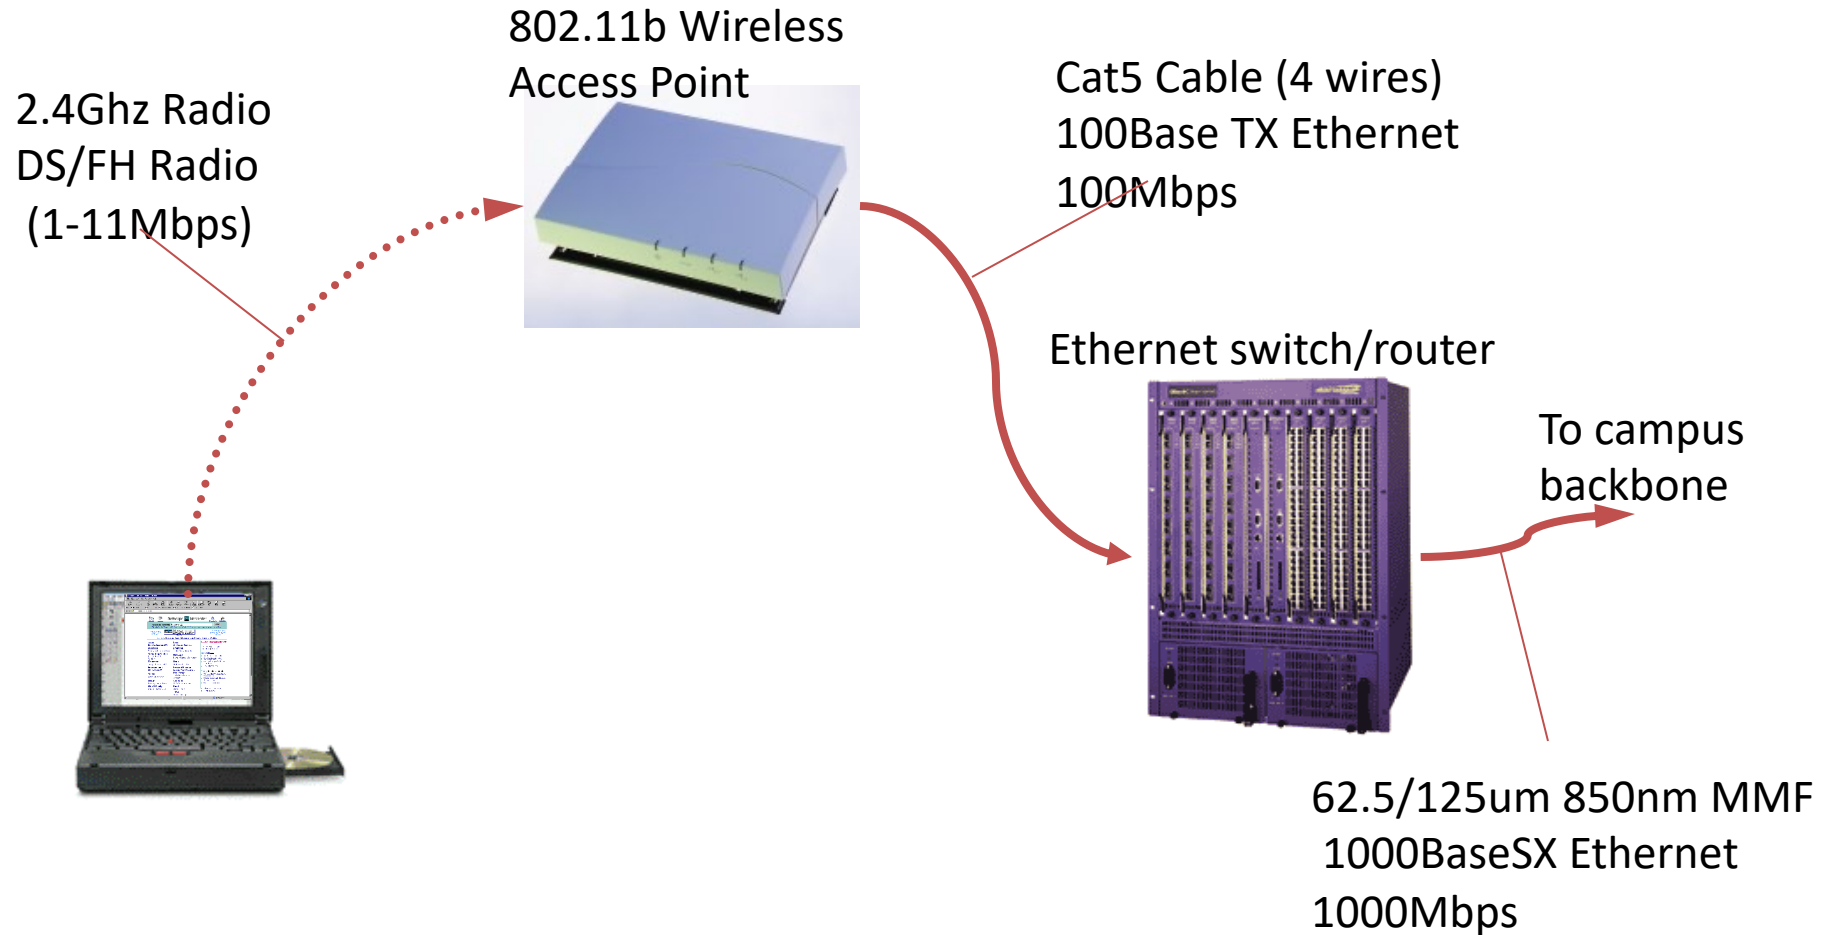 802.11b Wireless
Access Point
2.4Ghz Radio
DS/FH Radio
(1-11Mbps)
Cat5 Cable (4 wires)
100Base TX Ethernet
100Mbps
Ethernet switch/router
To campus
backbone
62.5/125um 850nm MMF
1000BaseSX Ethernet
1000Mbps